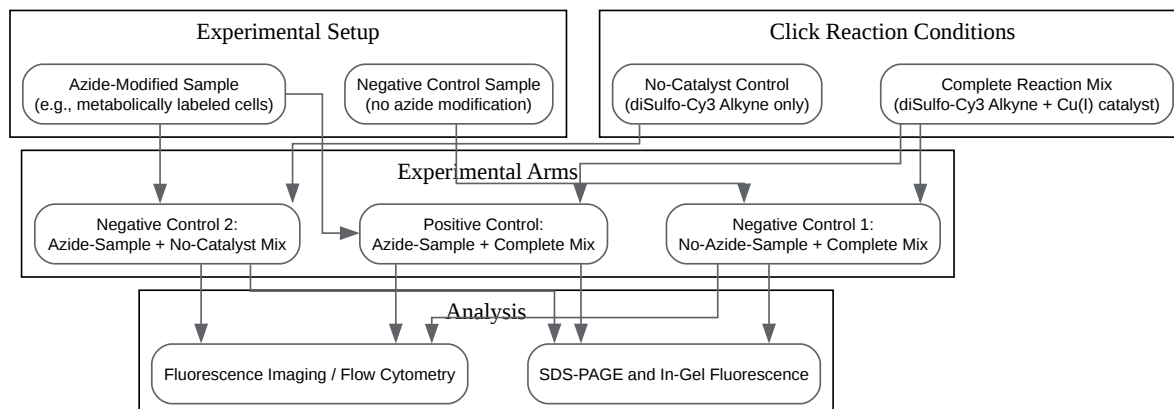 Experimental Setup
Click Reaction Conditions
Azide-Modified Sample
(e.g., metabolically labeled cells)
Negative Control Sample
(no azide modification)
No-Catalyst Control
(diSulfo-Cy3 Alkyne only)
Complete Reaction Mix
(diSulfo-Cy3 Alkyne + Cu(I) catalyst)
Experimental Arms
Negative Control 2:
Azide-Sample + No-Catalyst Mix
Positive Control:
Azide-Sample + Complete Mix
Negative Control 1:
No-Azide-Sample + Complete Mix
Analysis
Fluorescence Imaging / Flow Cytometry
SDS-PAGE and In-Gel Fluorescence